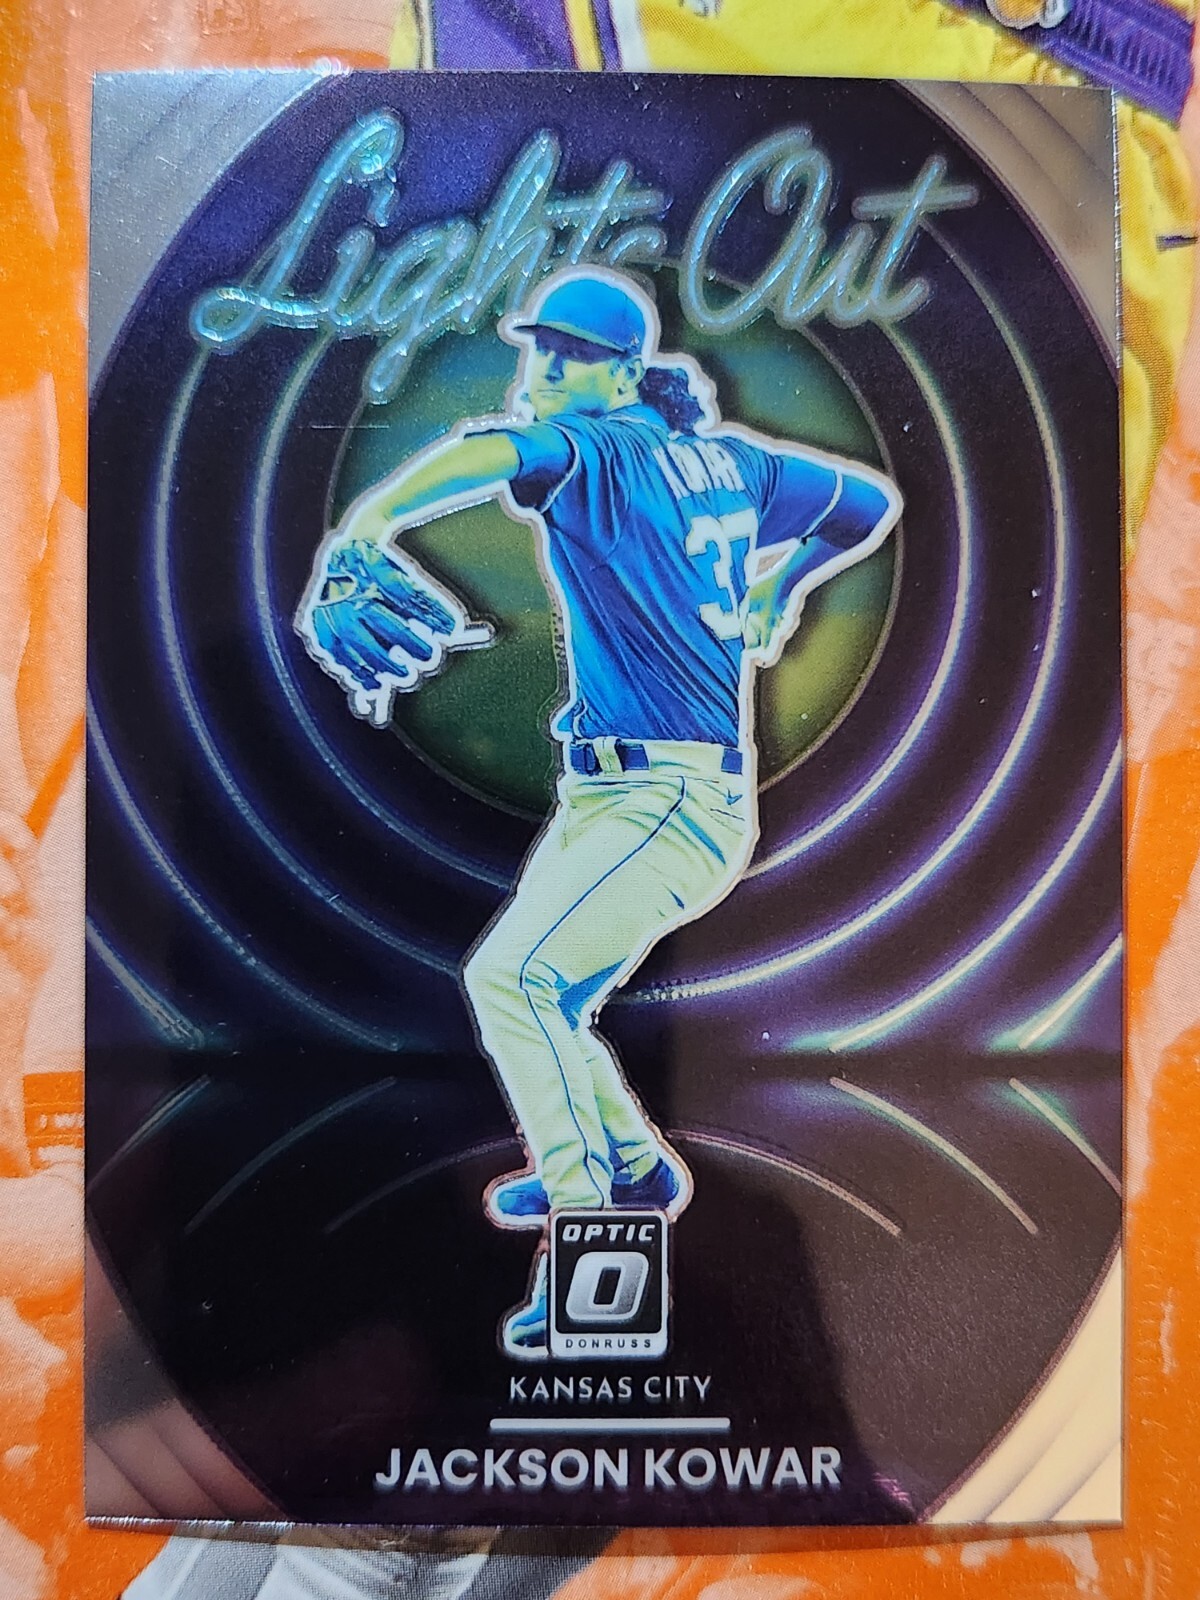 Lights Out
KOWAR
37
OPTIC
O
DONRUSS
KANSAS CITY
JACKSON KOWAR